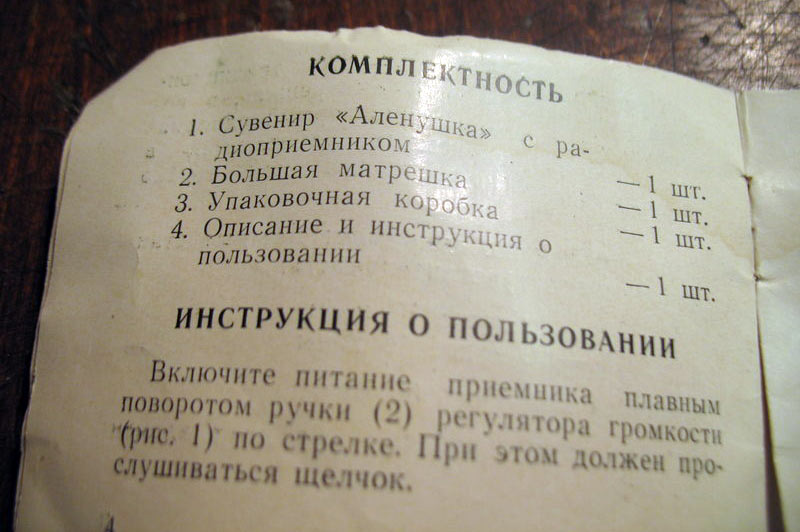 КОМПЛЕКТНОСТЬ
1. Сувенир «Аленушка» с ра-
диоприемником — 1 шт.
2. Большая матрешка — 1 шт.
3. Упаковочная коробка — 1 шт.
4. Описание и инструкция о
пользовании — 1 шт.
ИНСТРУКЦИЯ О ПОЛЬЗОВАНИИ
Включите питание приемника плавным
поворотом ручки (2) регулятора громкости
(рис. 1) по стрелке. При этом должен про-
слушиваться щелчок.
4